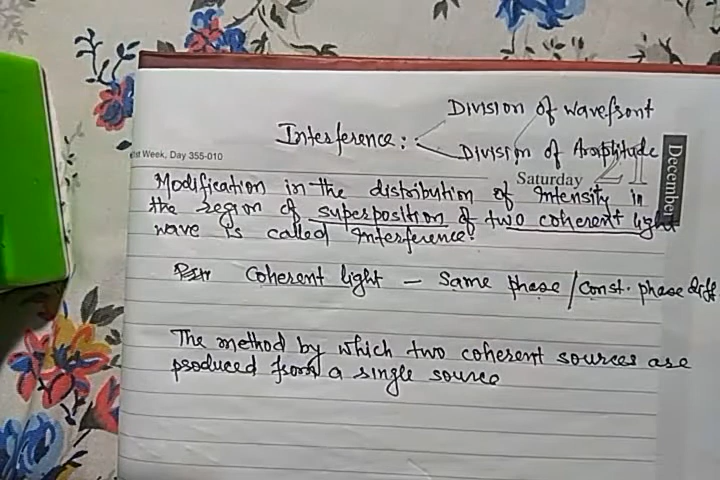 Division of wavefront
Interference:
Division of Amplitude
1st Week, Day 355-010
Saturday 21
December
Modification in the distribution of Intensity in
the region of superposition of two coherent light
wave is called Interference.
Coherent light — Same phase / Const. phase diff
The method by which two coherent sources are
produced from a single source